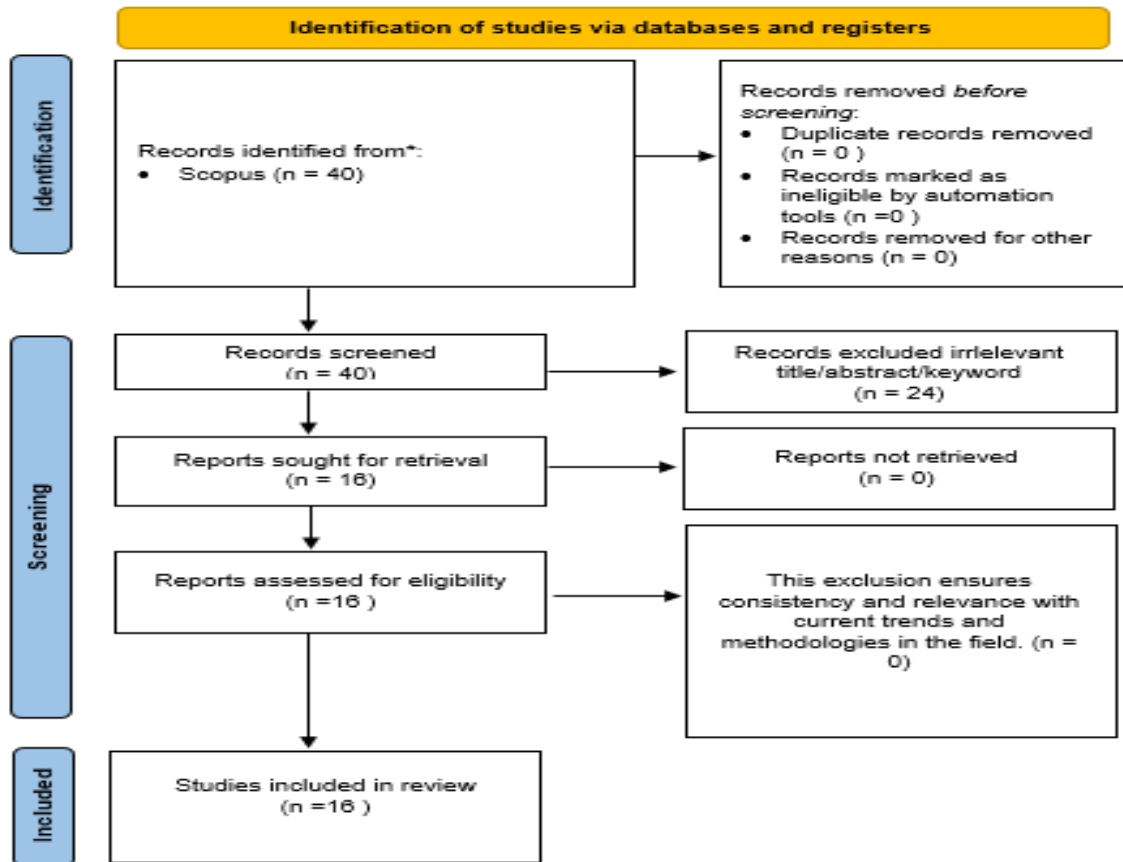 Identification of studies via databases and registers
Identification
Records identified from*:
• Scopus (n = 40)
Records removed before
screening:
• Duplicate records removed
(n = 0 )
• Records marked as
ineligible by automation
tools (n =0 )
• Records removed for other
reasons (n = 0)
Screening
Records screened
(n = 40)
Records excluded irrlelevant
title/abstract/keyword
(n = 24)
Reports sought for retrieval
(n = 16)
Reports not retrieved
(n = 0)
Reports assessed for eligibility
(n =16 )
This exclusion ensures
consistency and relevance with
current trends and
methodologies in the field. (n =
0)
Included
Studies included in review
(n =16 )